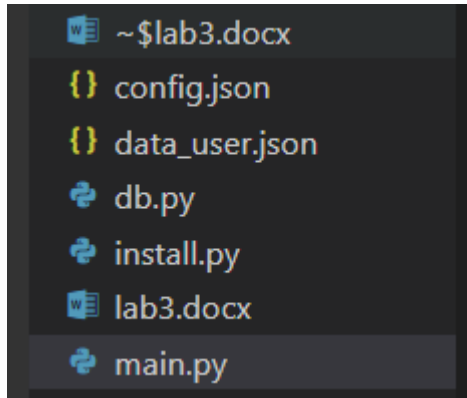 ~$lab3.docx
{} config.json
{} data_user.json
db.py
install.py
lab3.docx
main.py